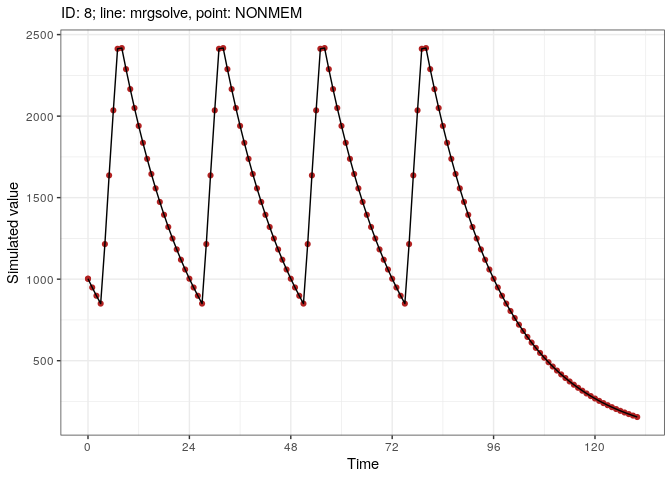 ID: 8; line: mrgsolve, point: NONMEM
2500
2000
1500
1000
500
Simulated value
0 24 48 72 96 120
Time